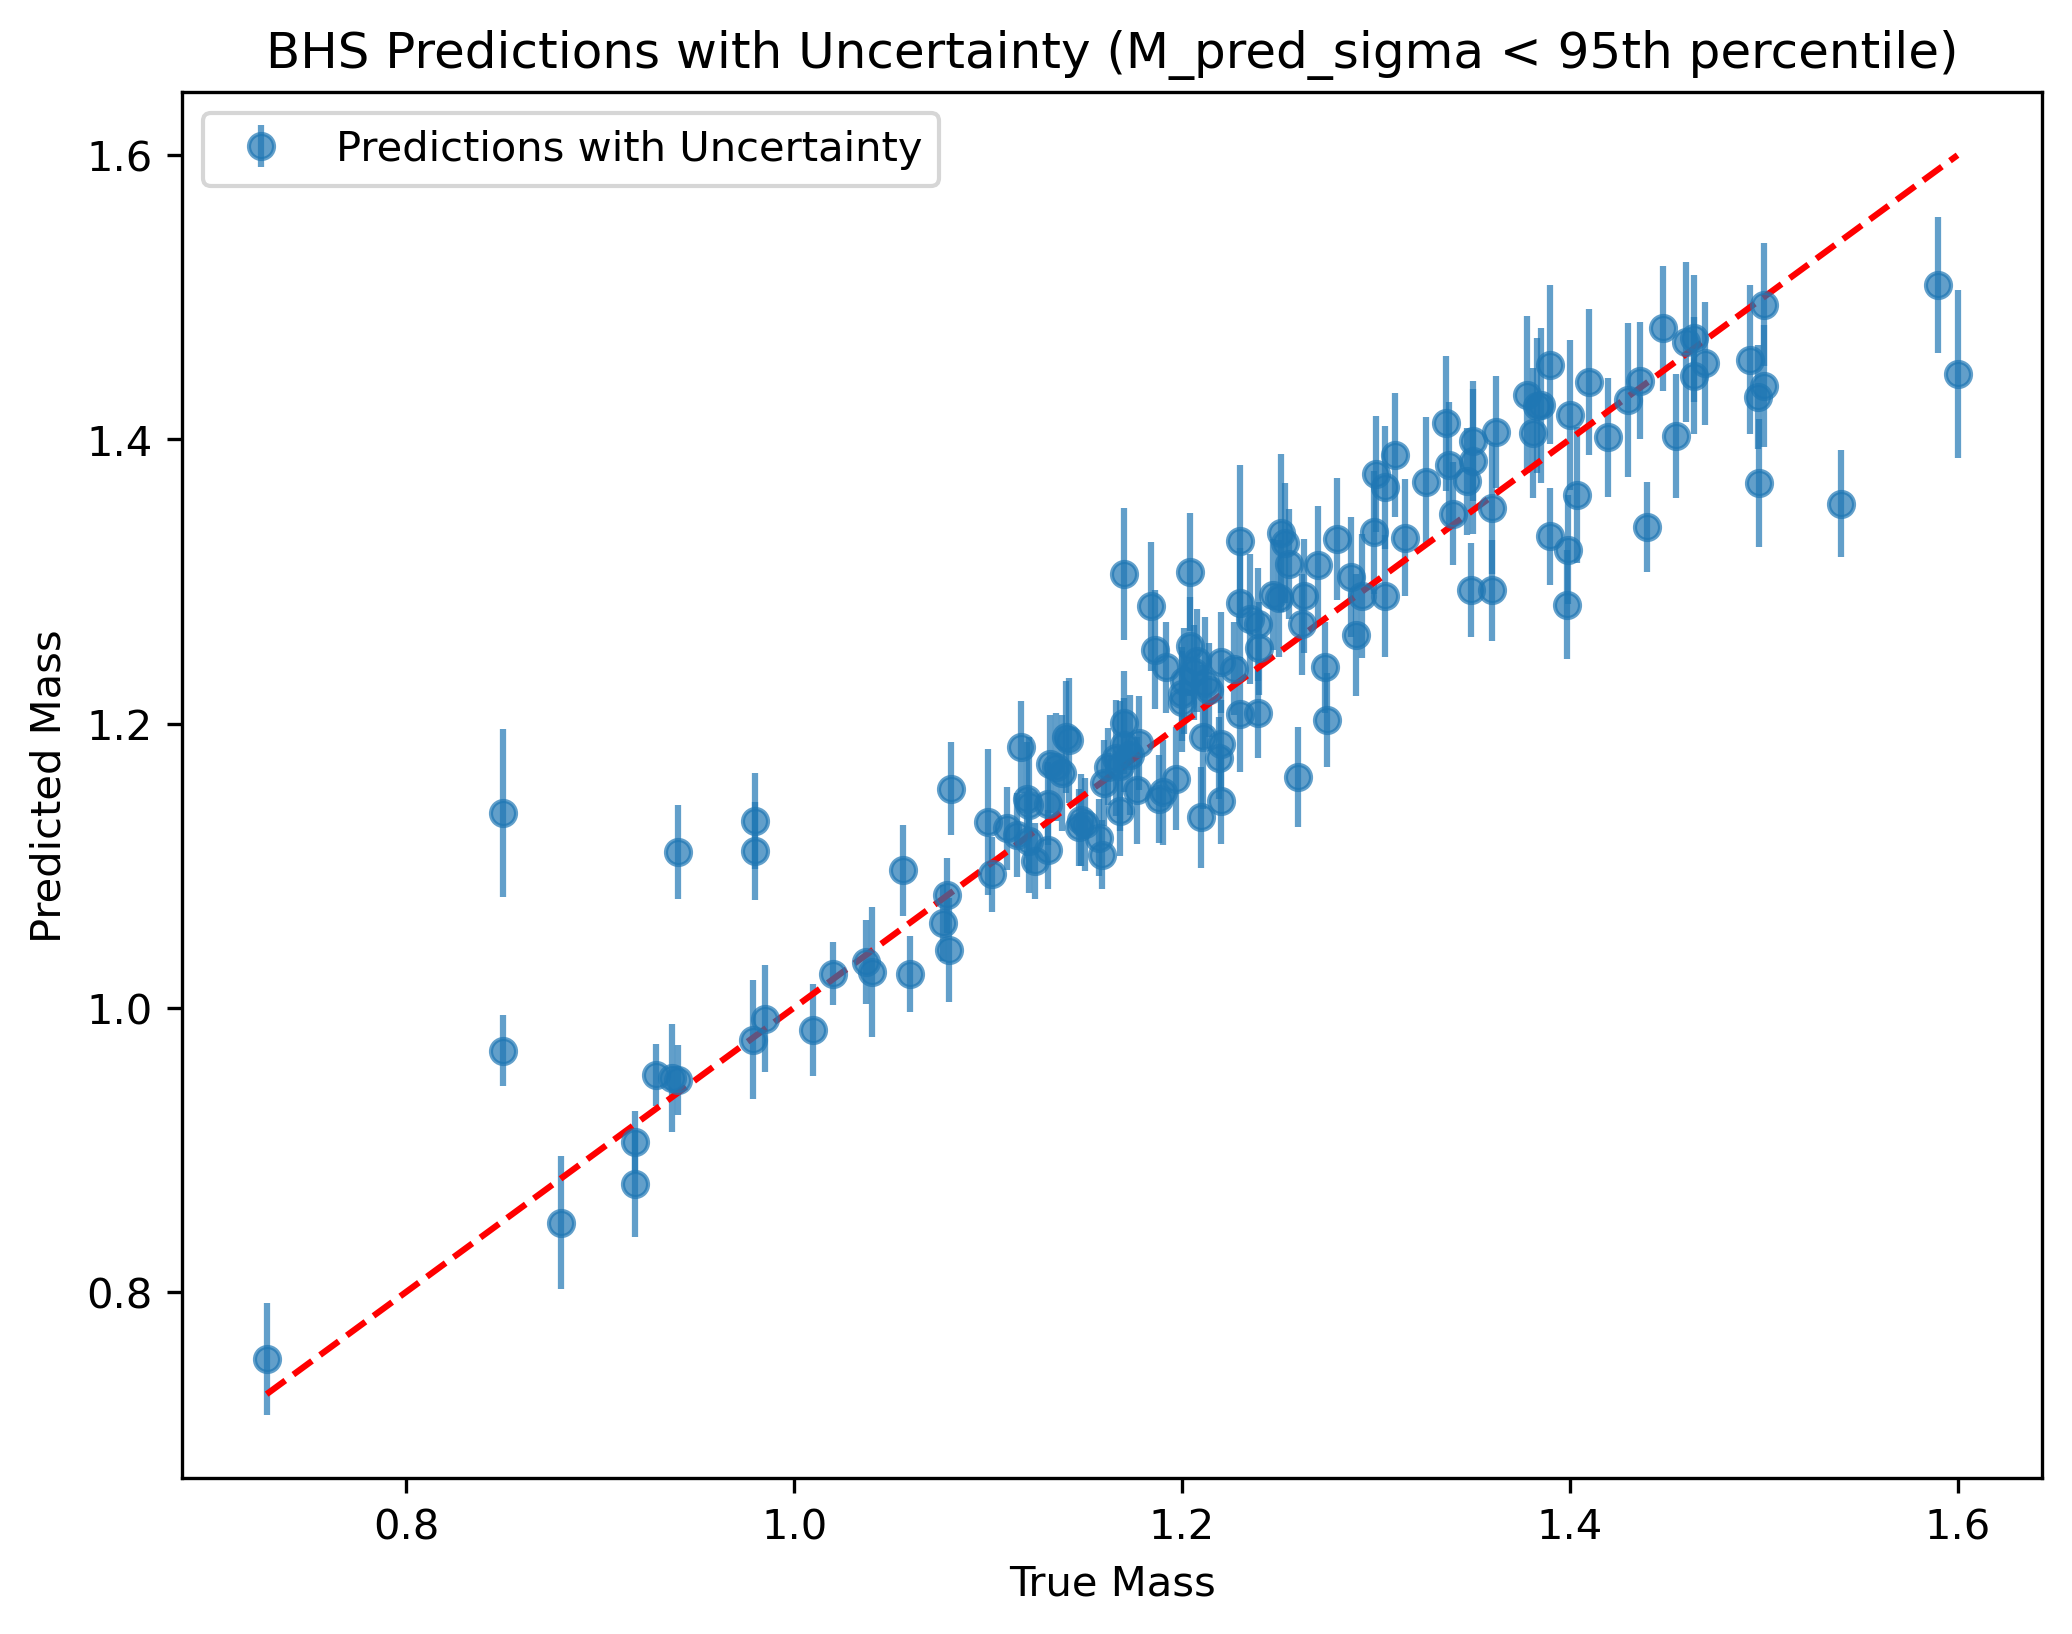 BHS Predictions with Uncertainty (M_pred_sigma < 95th percentile)
Predictions with Uncertainty
1.6
1.4
1.2
1.0
0.8
Predicted Mass
0.8 1.0 1.2 1.4 1.6
True Mass